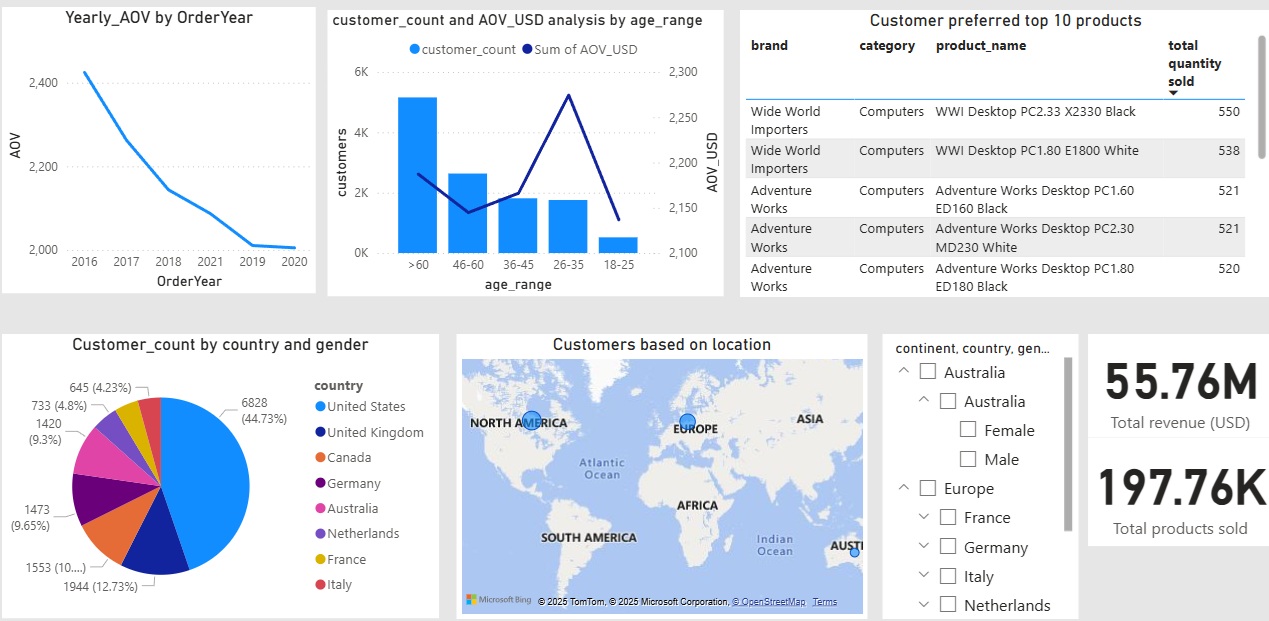 Yearly_AOV by OrderYear
2,400
2,200
2,000
AOV
2016 2017 2018 2021 2019 2020
OrderYear
customer_count and AOV_USD analysis by age_range
customer_count Sum of AOV_USD
6K
4K
2K
0K
customers
2,300
2,250
2,200
2,150
2,100
AOV_USD
>60 46-60 36-45 26-35 18-25
age_range
Customer preferred top 10 products
brand category product_name total
quantity
sold
Wide World Computers WWI Desktop PC2.33 X2330 Black 550
Importers
Wide World Computers WWI Desktop PC1.80 E1800 White 538
Importers
Adventure Computers Adventure Works Desktop PC1.60 521
Works ED160 Black
Adventure Computers Adventure Works Desktop PC2.30 521
Works MD230 White
Adventure Computers Adventure Works Desktop PC1.80 520
Works ED180 Black
Customer_count by country and gender
645 (4.23%)
733 (4.8%)
1420
(9.3%)
1473
(9.65%)
1553 (10....)
1944 (12.73%)
6828
(44.73%)
country
United States
United Kingdom
Canada
Germany
Australia
Netherlands
France
Italy
Customers based on location
NORTH AMERICA
EUROPE
ASIA
Atlantic
Ocean
AFRICA
SOUTH AMERICA
Indian
Ocean
AUST
Microsoft Bing © 2025 TomTom, © 2025 Microsoft Corporation, © OpenStreetMap Terms
continent, country, gen...
Australia
Australia
Female
Male
Europe
France
Germany
Italy
Netherlands
55.76M
Total revenue (USD)
197.76K
Total products sold